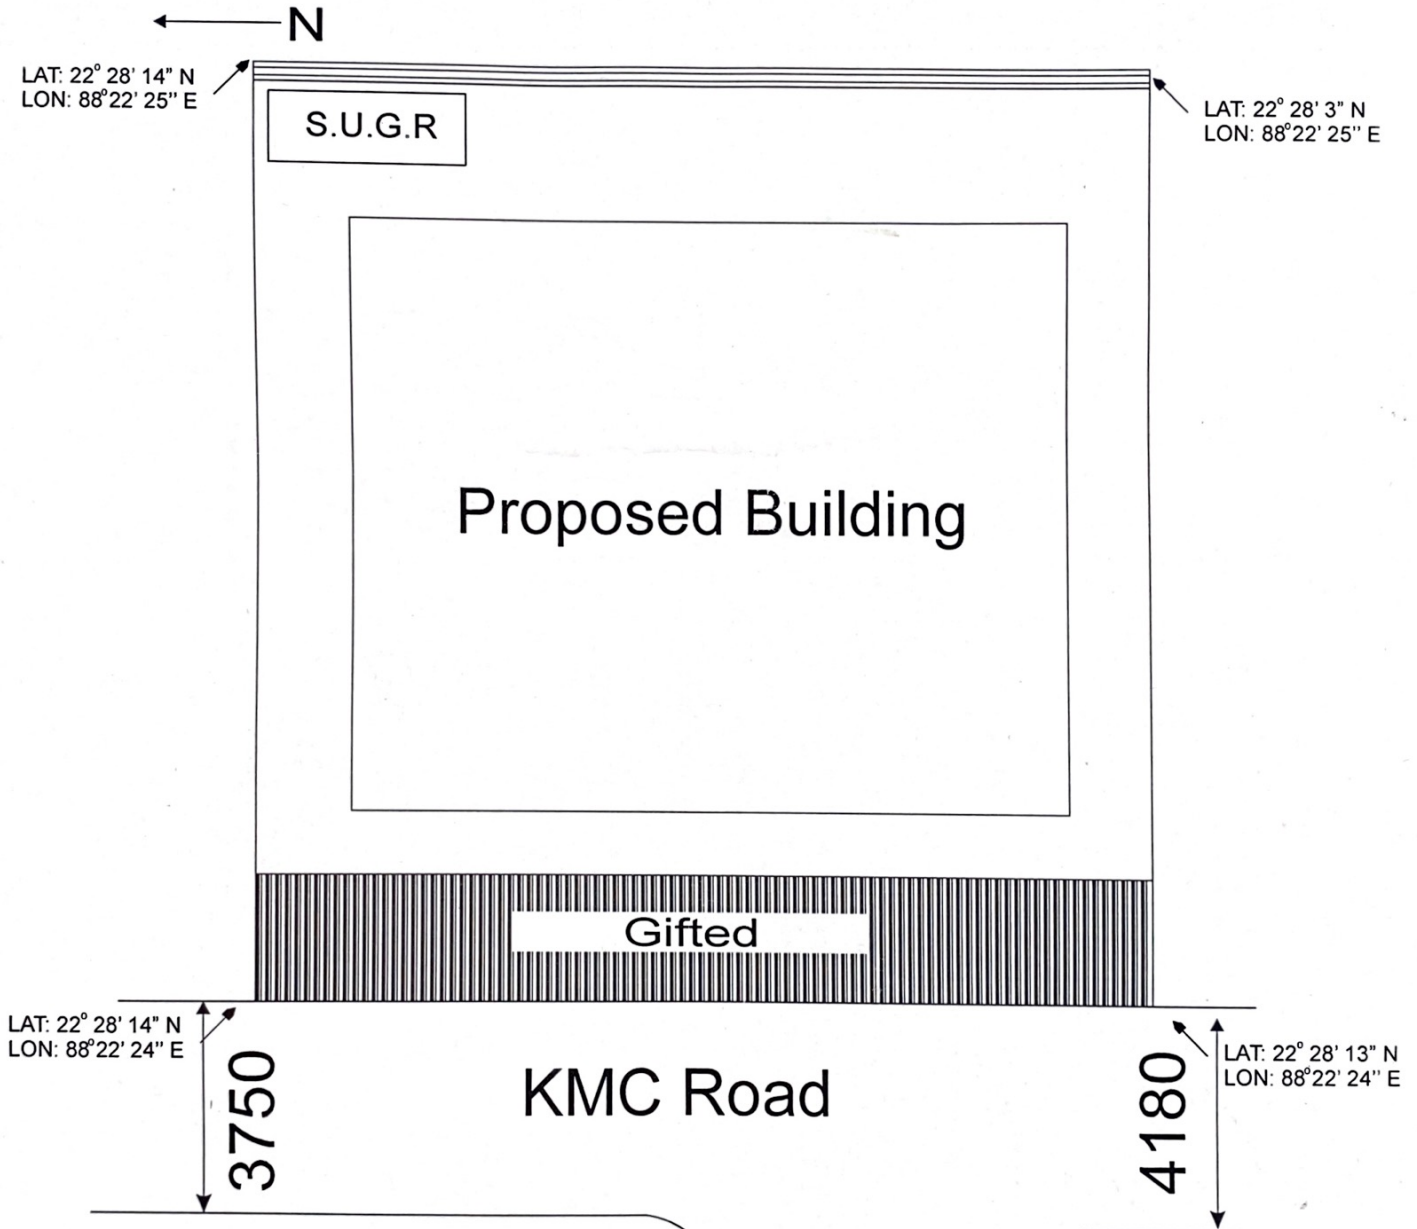 N
LAT: 22° 28' 14" N
LON: 88°22' 25'' E
LAT: 22° 28' 3" N
LON: 88°22' 25'' E
S.U.G.R
Proposed Building
Gifted
LAT: 22° 28' 14" N
LON: 88°22' 24" E
3750
KMC Road
4180
LAT: 22° 28' 13" N
LON: 88°22' 24'' E